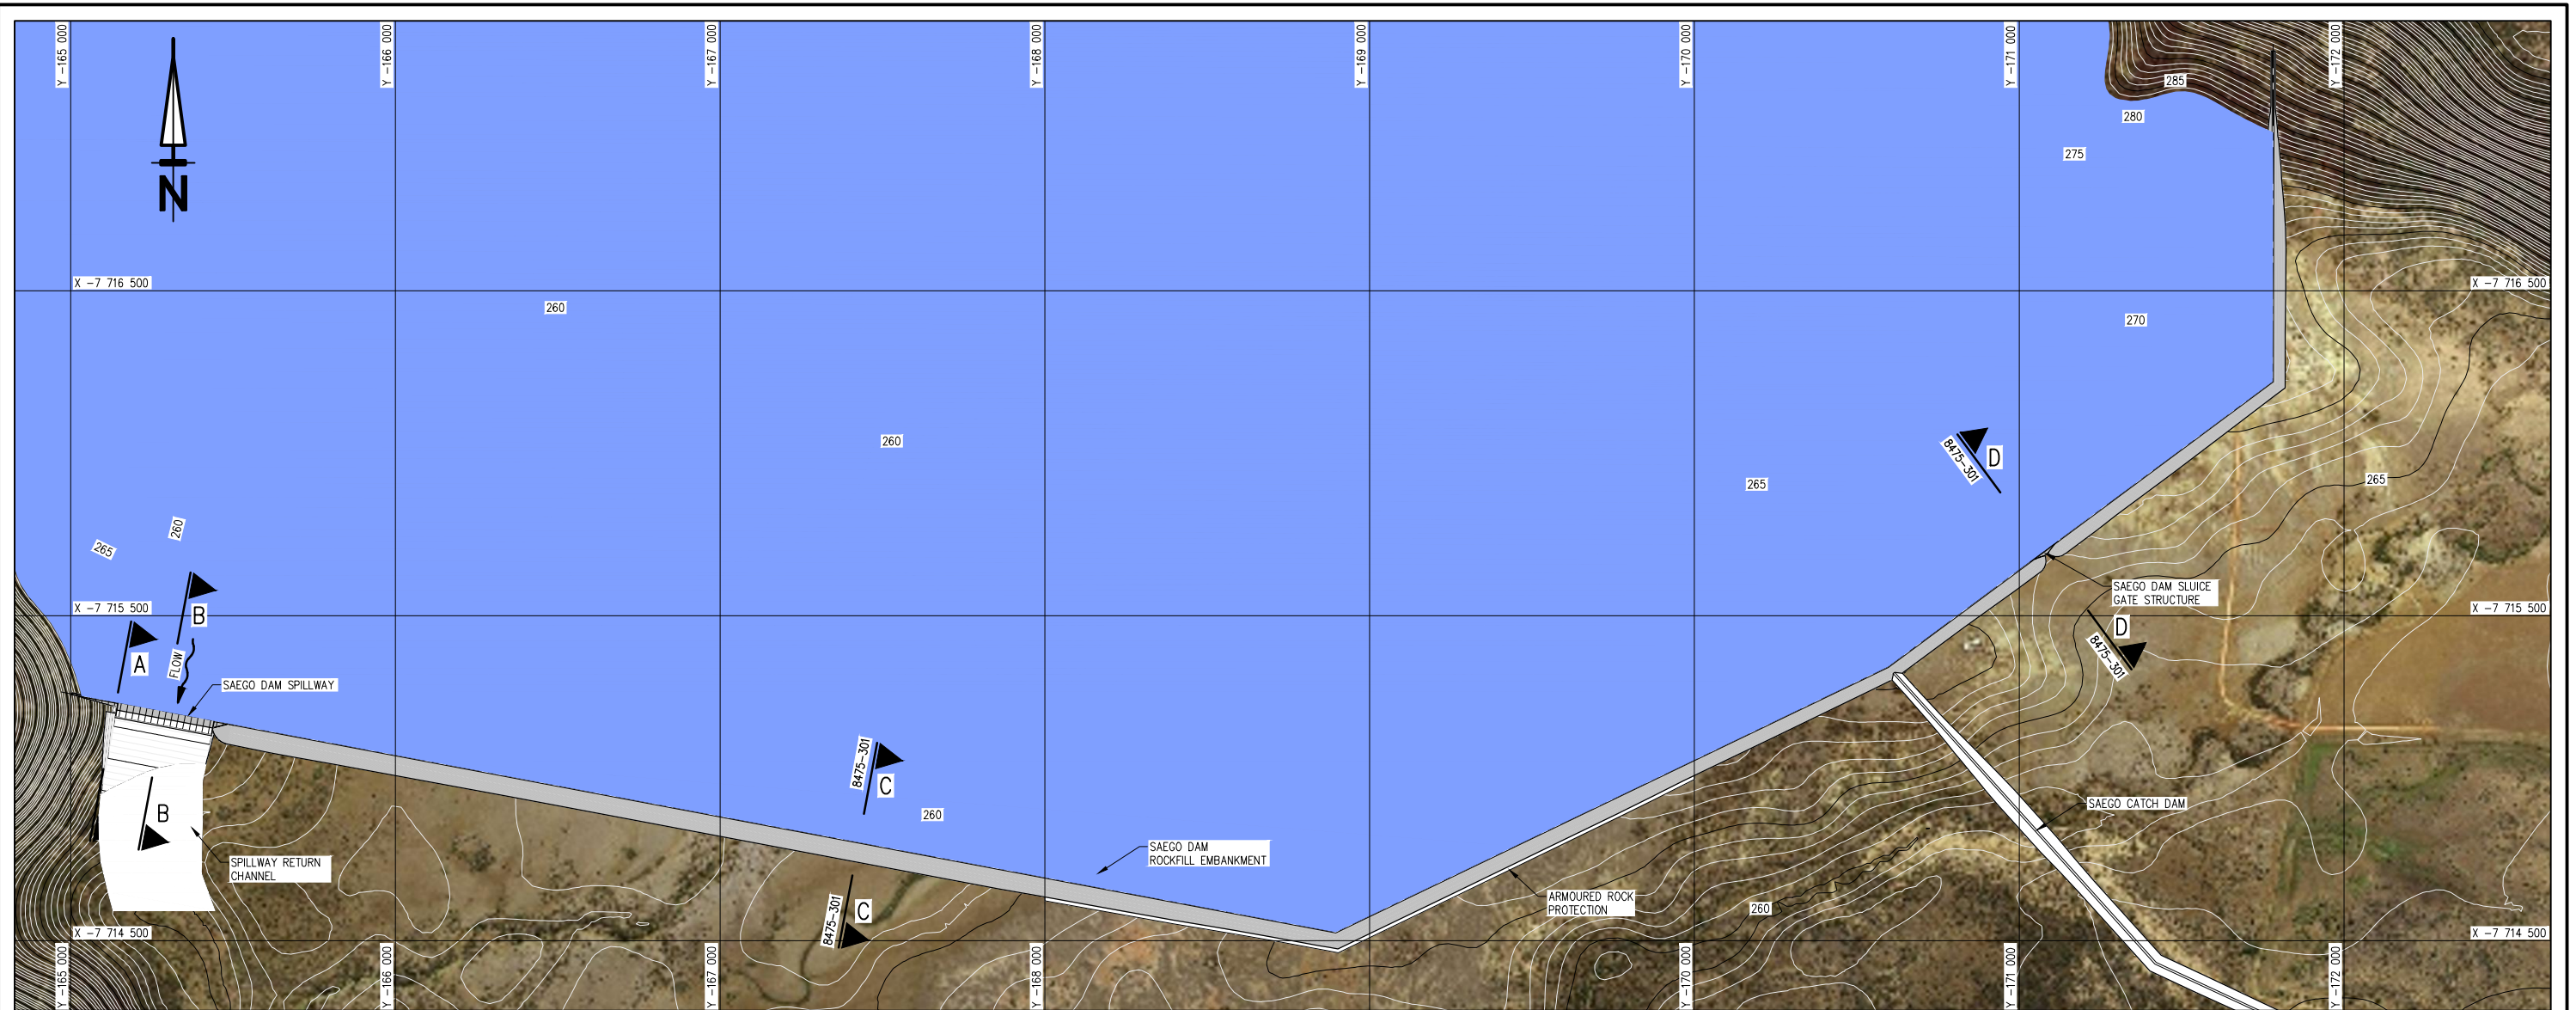 Y -165 000
Y -166 000
Y -167 000
Y -168 000
Y -169 000
Y -170 000
Y -171 000
Y -172 000
285
280
275
N
X -7 716 500
X -7 716 500
260
270
260
D
8475-301
265
265
260
265
SAEGO DAM SLUICE
GATE STRUCTURE
X -7 715 500
X -7 715 500
B
D
8475-301
A
FLOW
SAEGO DAM SPILLWAY
8475-301
C
SAEGO CATCH DAM
B
260
SAEGO DAM
ROCKFILL EMBANKMENT
SPILLWAY RETURN
CHANNEL
ARMOURED ROCK
PROTECTION
260
8475-301
C
X -7 714 500
X -7 714 500
Y -165 000
Y -166 000
Y -167 000
Y -168 000
Y -170 000
Y -171 000
Y -172 000